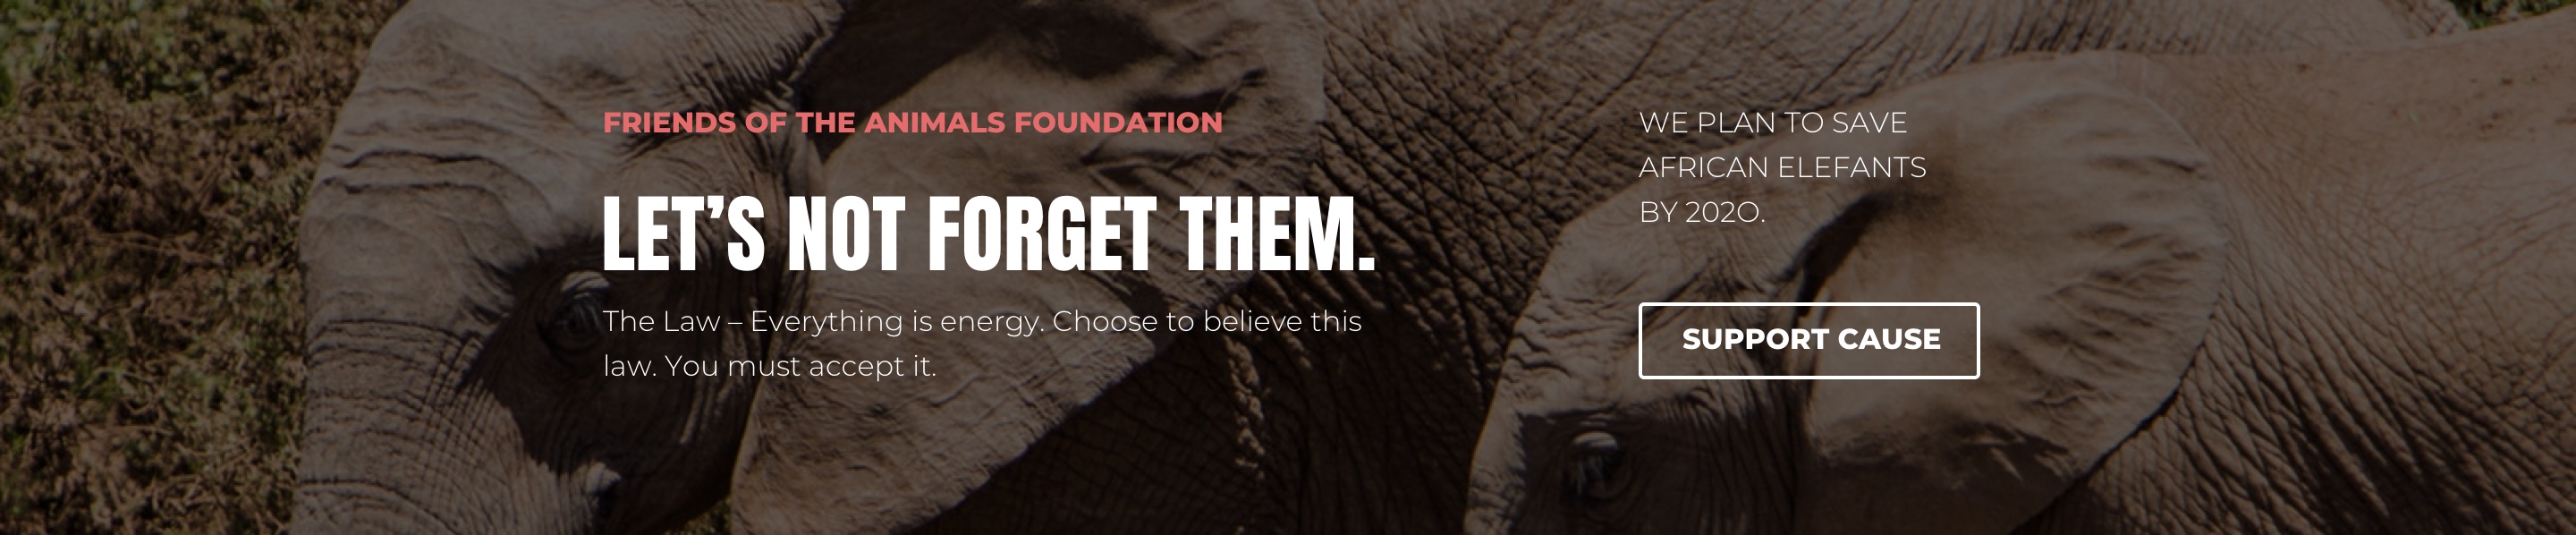 FRIENDS OF THE ANIMALS FOUNDATION
LET’S NOT FORGET THEM.
The Law – Everything is energy. Choose to believe this
law. You must accept it.
WE PLAN TO SAVE
AFRICAN ELEFANTS
BY 202O.
SUPPORT CAUSE